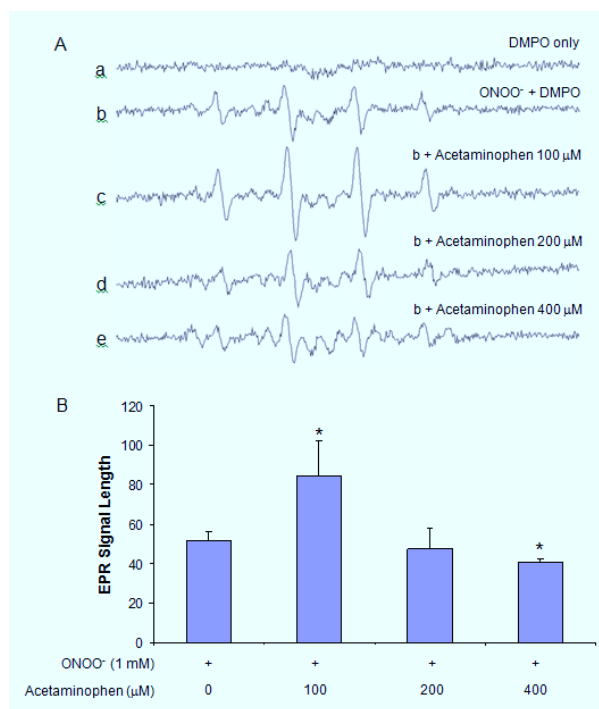 A
DMPO only
a
ONOO⁻ + DMPO
b
b + Acetaminophen 100 µM
c
b + Acetaminophen 200 µM
d
b + Acetaminophen 400 µM
e
B
120
100
80
60
40
20
0
EPR Signal Length
*
*
ONOO⁻ (1 mM) + + + +
Acetaminophen (µM) 0 100 200 400